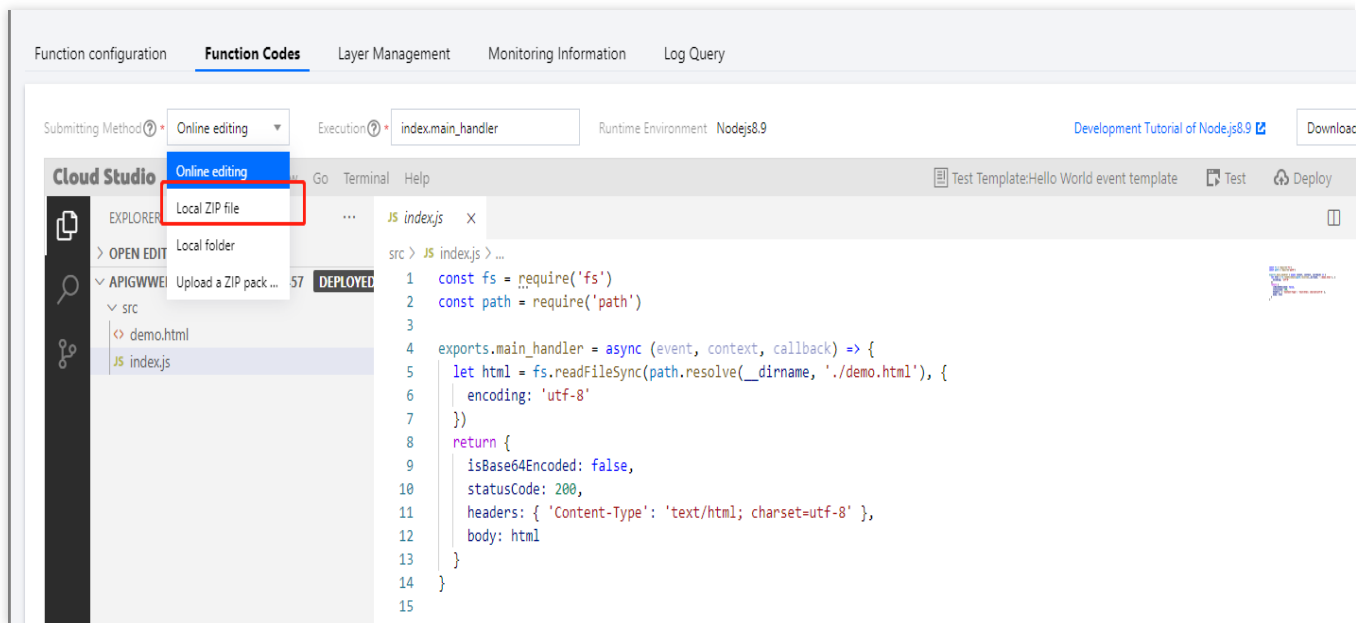 Function configuration Function Codes Layer Management Monitoring Information Log Query
Submitting Method * Online editing Execution * index.main_handler Runtime Environment Nodejs8.9 Development Tutorial of Node.js8.9 Download
Online editing
Local ZIP file
Local folder
Upload a ZIP pack ...
Cloud Studio Go Terminal Help Test Template:Hello World event template Test Deploy
EXPLORER ... JS index.js ×
OPEN EDIT src > JS index.js > ...
APIGWWE 57 DEPLOYED
src
demo.html
JS index.js
1 const fs = require('fs')
2 const path = require('path')
3
4 exports.main_handler = async (event, context, callback) => {
5 let html = fs.readFileSync(path.resolve(__dirname, './demo.html'), {
6 encoding: 'utf-8'
7 })
8 return {
9 isBase64Encoded: false,
10 statusCode: 200,
11 headers: { 'Content-Type': 'text/html; charset=utf-8' },
12 body: html
13 }
14 }
15